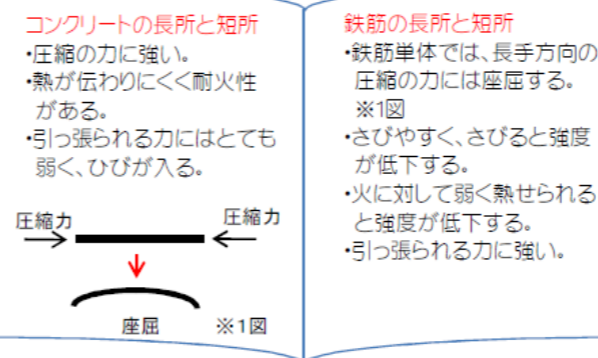 コンクリートの長所と短所
・圧縮の力に強い。
・熱が伝わりにくく耐火性
がある。
・引っ張られる力にはとても
弱く、ひびが入る。
圧縮力
圧縮力
座屈
※1図
鉄筋の長所と短所
・鉄筋単体では、長手方向の
圧縮の力には座屈する。
※1図
・さびやすく、さびると強度
が低下する。
・火に対して弱く熱せられる
と強度が低下する。
・引っ張られる力に強い。